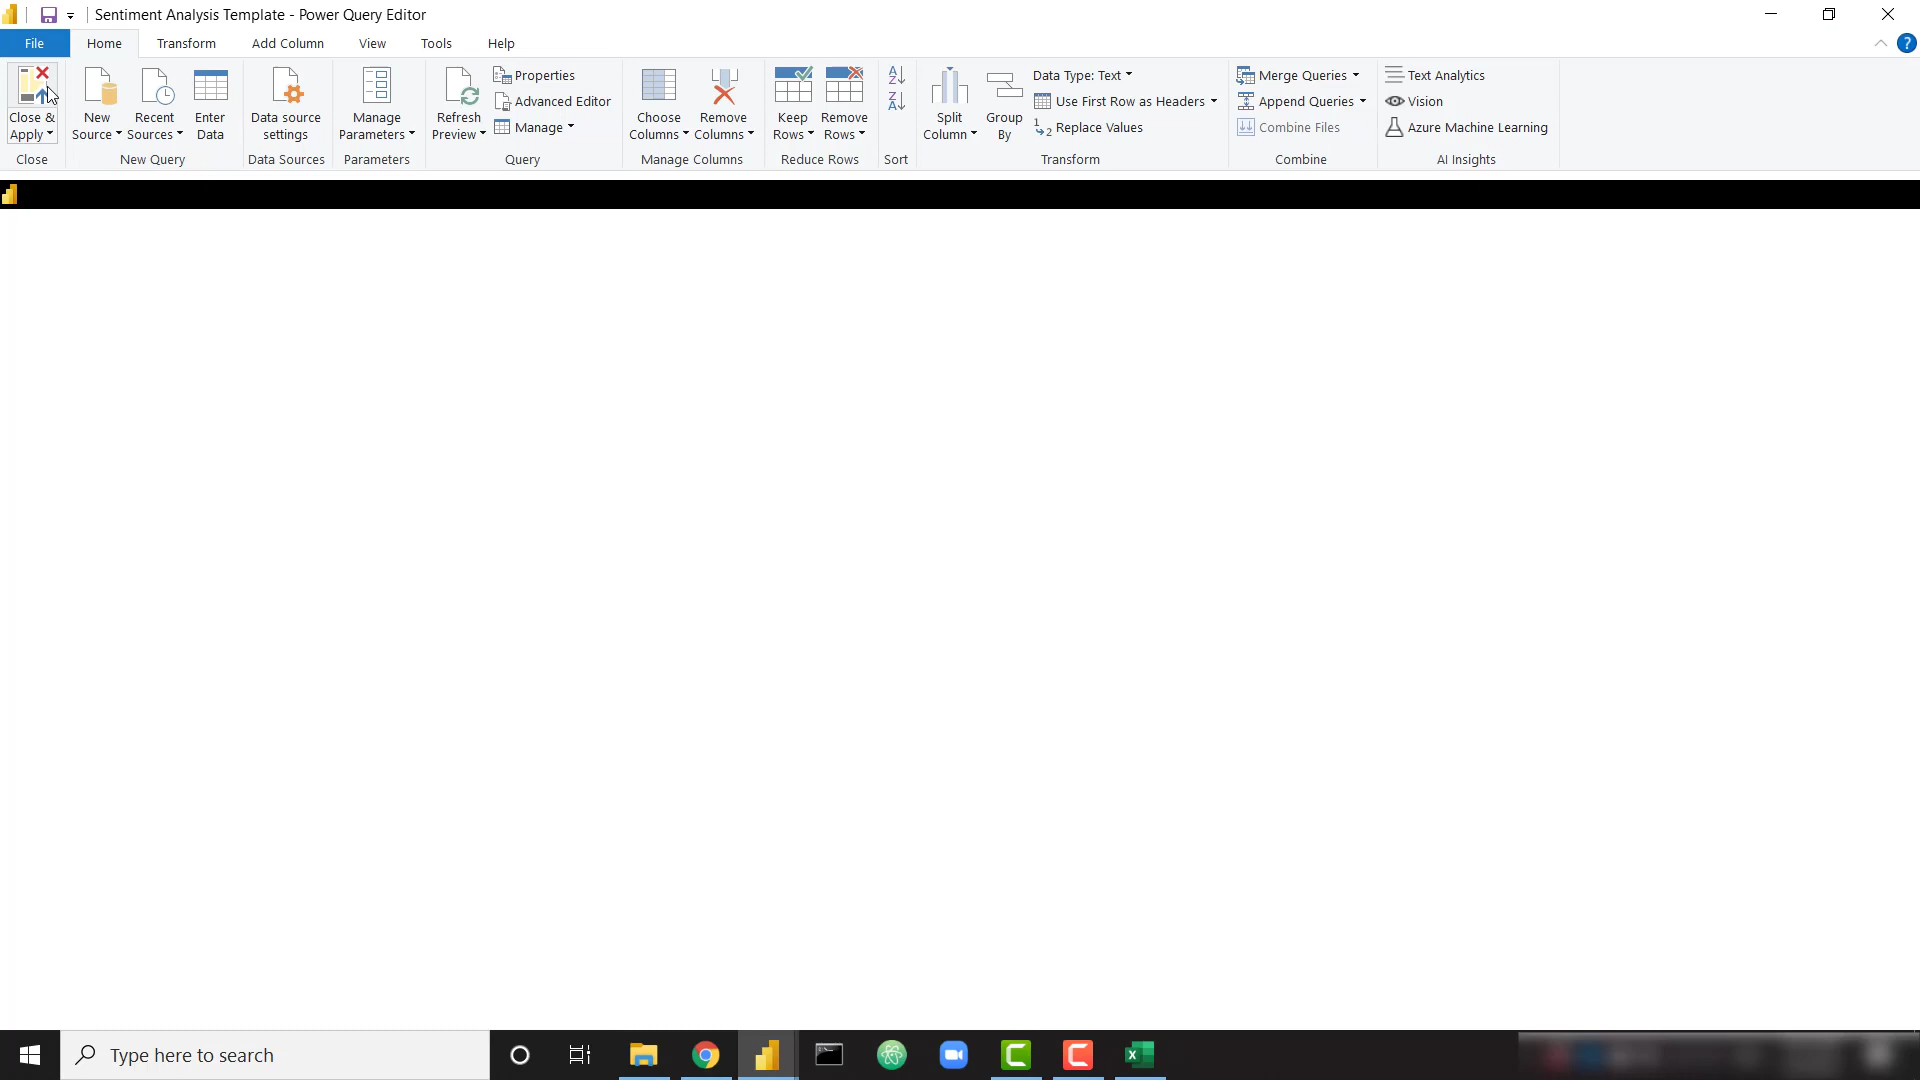 Sentiment Analysis Template - Power Query Editor
File Home Transform Add Column View Tools Help ?
Close & Apply
Close
New Source
Recent Sources
Enter Data
New Query
Data source settings
Data Sources
Manage Parameters
Parameters
Refresh Preview
Properties
Advanced Editor
Manage
Query
Choose Columns
Remove Columns
Manage Columns
Keep Rows
Remove Rows
Reduce Rows
A
Z
Z
A
Sort
Split Column
Group By
Data Type: Text
Use First Row as Headers
1
2
Replace Values
Transform
Merge Queries
Append Queries
Combine Files
Combine
Text Analytics
Vision
Azure Machine Learning
AI Insights
Type here to search